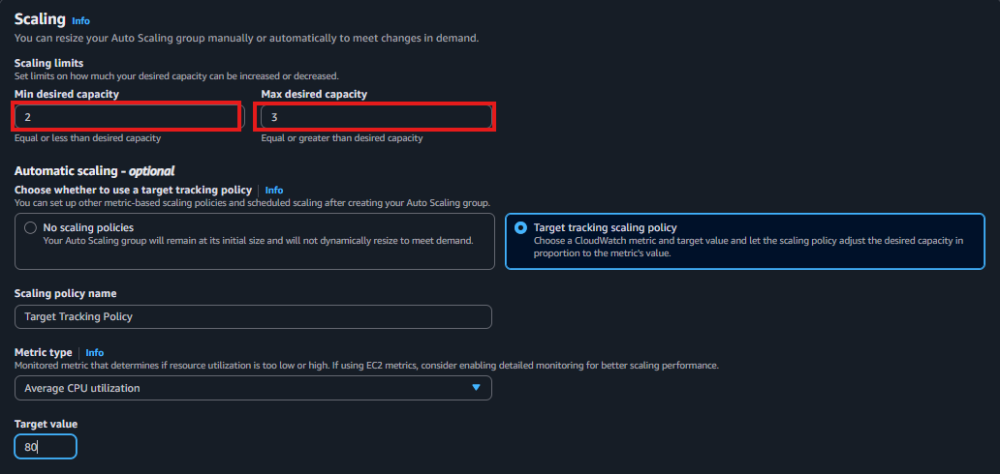 Scaling Info
You can resize your Auto Scaling group manually or automatically to meet changes in demand.
Scaling limits
Set limits on how much your desired capacity can be increased or decreased.
Min desired capacity
Max desired capacity
2
3
Equal or less than desired capacity
Equal or greater than desired capacity
Automatic scaling - optional
Choose whether to use a target tracking policy Info
You can set up other metric-based scaling policies and scheduled scaling after creating your Auto Scaling group.
No scaling policies
Your Auto Scaling group will remain at its initial size and will not dynamically resize to meet demand.
Target tracking scaling policy
Choose a CloudWatch metric and target value and let the scaling policy adjust the desired capacity in
proportion to the metric's value.
Scaling policy name
Target Tracking Policy
Metric type Info
Monitored metric that determines if resource utilization is too low or high. If using EC2 metrics, consider enabling detailed monitoring for better scaling performance.
Average CPU utilization
Target value
80